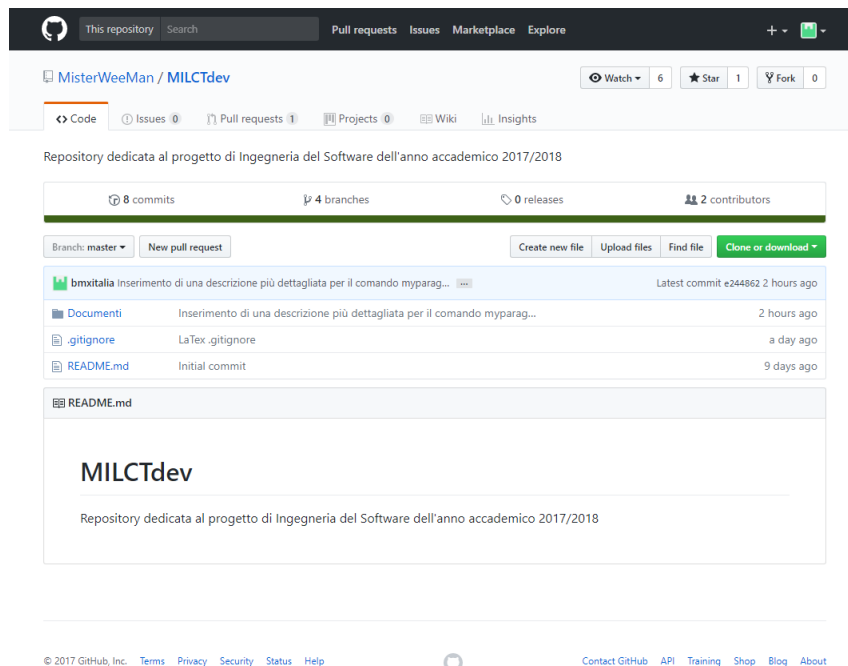 This repository Search Pull requests Issues Marketplace Explore
MisterWeeMan / MILCTdev Watch 6 Star 1 Fork 0
Code Issues 0 Pull requests 1 Projects 0 Wiki Insights
Repository dedicata al progetto di Ingegneria del Software dell'anno accademico 2017/2018
8 commits 4 branches 0 releases 2 contributors
Branch: master New pull request Create new file Upload files Find file Clone or download
bmxitalia Inserimento di una descrizione più dettagliata per il comando myparag... ... Latest commit e244862 2 hours ago
Documenti Inserimento di una descrizione più dettagliata per il comando myparag... 2 hours ago
.gitignore LaTex .gitignore a day ago
README.md Initial commit 9 days ago
README.md
MILCTdev
Repository dedicata al progetto di Ingegneria del Software dell'anno accademico 2017/2018
© 2017 GitHub, Inc. Terms Privacy Security Status Help Contact GitHub API Training Shop Blog About